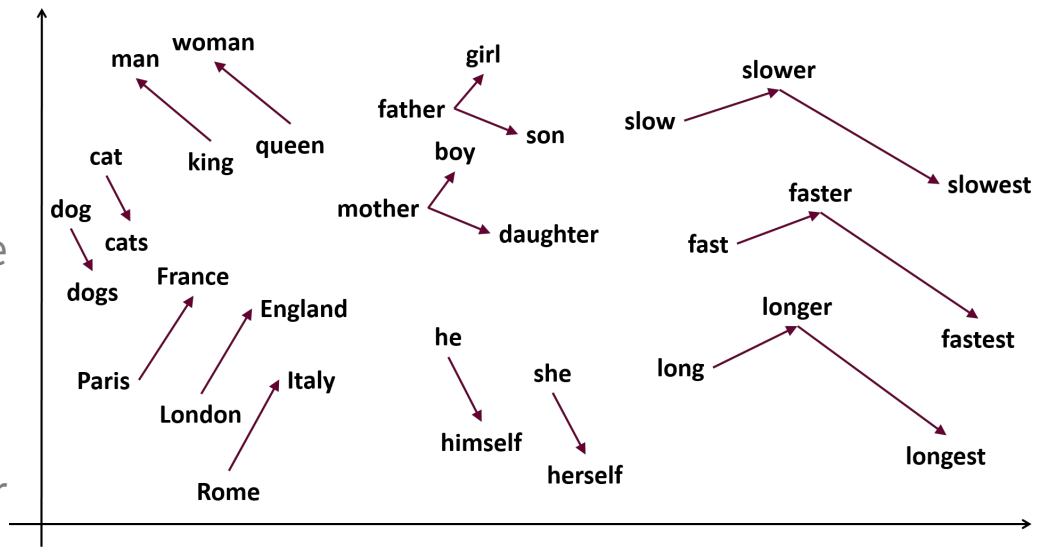 man
woman
king
queen
cat
cats
dog
dogs
France
Paris
England
London
Italy
Rome
girl
father
son
boy
mother
daughter
he
himself
she
herself
slower
slow
slowest
faster
fast
fastest
longer
long
longest
e